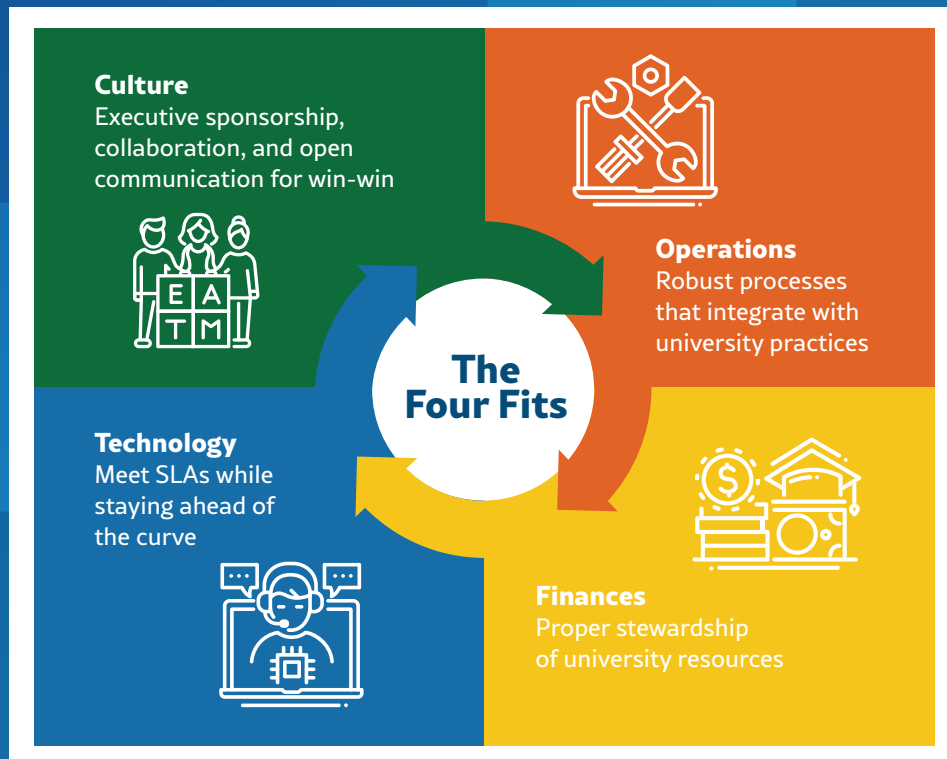 Culture
Executive sponsorship,
collaboration, and open
communication for win-win
E A
T M
Operations
Robust processes
that integrate with
university practices
The
Four Fits
Technology
Meet SLAs while
staying ahead of
the curve
$
Finances
Proper stewardship
of university resources